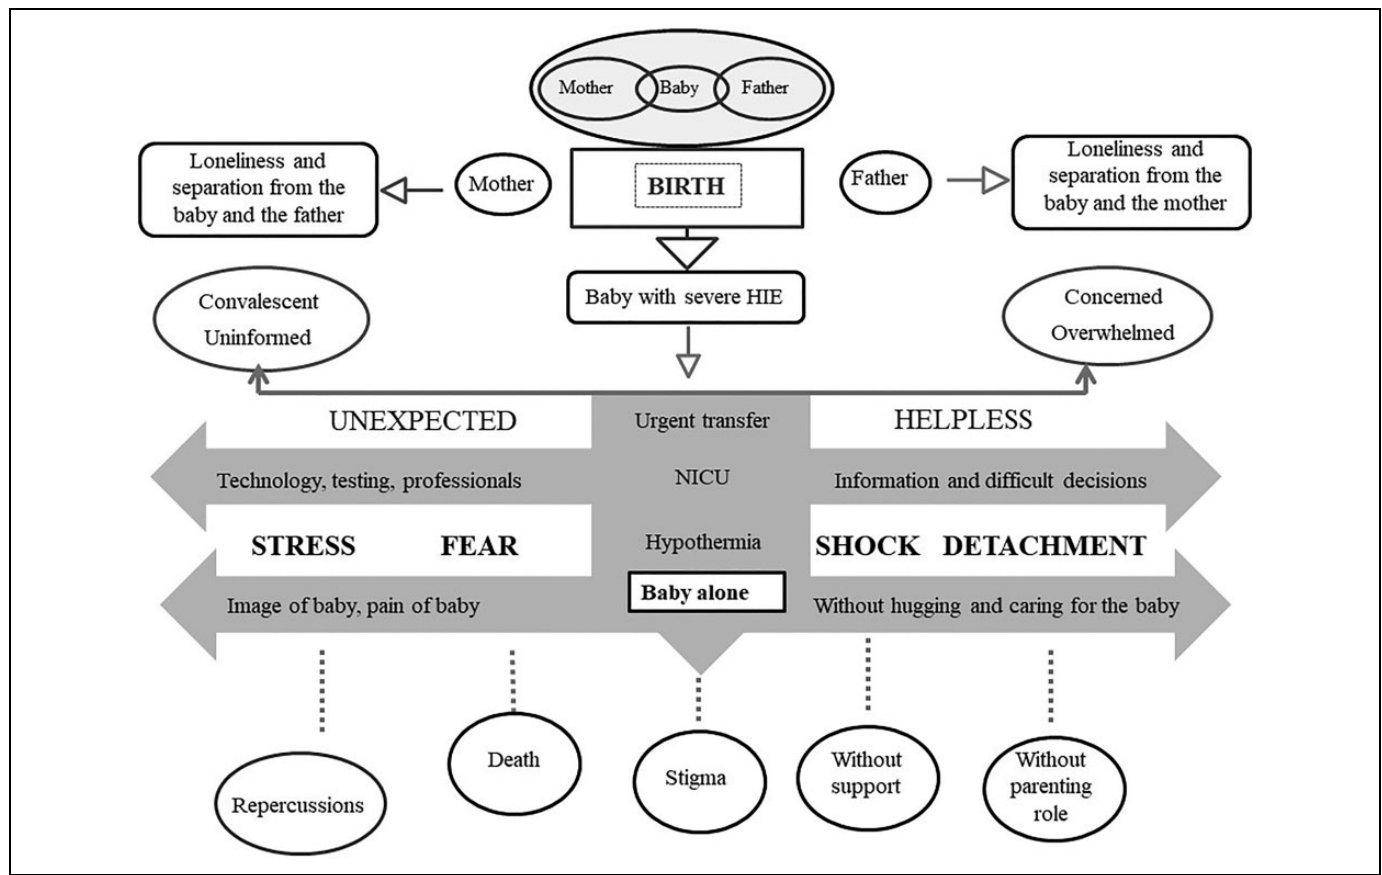 Mother
Baby
Father
Loneliness and
separation from the
baby and the father
Mother
BIRTH
Father
Loneliness and
separation from the
baby and the mother
Convalescent
Uninformed
Baby with severe HIE
Concerned
Overwhelmed
UNEXPECTED
Urgent transfer
HELPLESS
Technology, testing, professionals
NICU
Information and difficult decisions
STRESS
FEAR
Hypothermia
SHOCK
DETACHMENT
Image of baby, pain of baby
Baby alone
Without hugging and caring for the baby
Repercussions
Death
Stigma
Without
support
Without
parenting
role